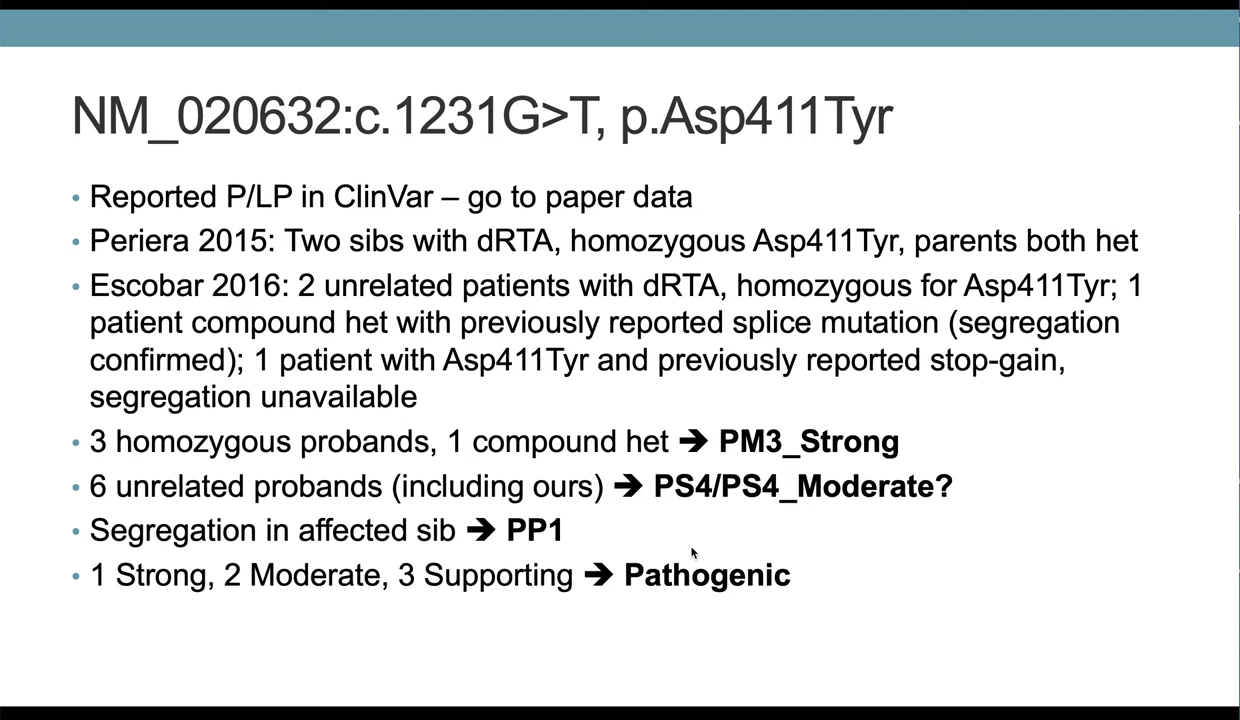 NM_020632:c.1231G>T, p.Asp411Tyr
• Reported P/LP in ClinVar – go to paper data
• Periera 2015: Two sibs with dRTA, homozygous Asp411Tyr, parents both het
• Escobar 2016: 2 unrelated patients with dRTA, homozygous for Asp411Tyr; 1
patient compound het with previously reported splice mutation (segregation
confirmed); 1 patient with Asp411Tyr and previously reported stop-gain,
segregation unavailable
• 3 homozygous probands, 1 compound het ➔ PM3_Strong
• 6 unrelated probands (including ours) ➔ PS4/PS4_Moderate?
• Segregation in affected sib ➔ PP1
• 1 Strong, 2 Moderate, 3 Supporting ➔ Pathogenic